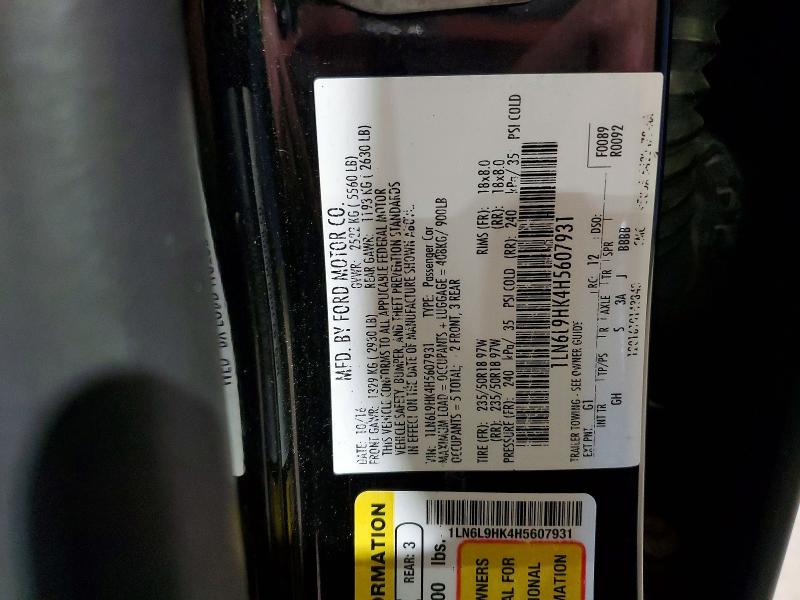 MFD. BY FORD MOTOR CO.
DATE: 10/16 GVWR: 2522 KG ( 5560 LB)
FRONT GAWR: 1329 KG ( 2930 LB) REAR GAWR: 1193 KG ( 2630 LB)
THIS VEHICLE CONFORMS TO ALL APPLICABLE FEDERAL MOTOR
VEHICLE SAFETY, BUMPER, AND THEFT PREVENTION STANDARDS
IN EFFECT ON THE DATE OF MANUFACTURE SHOWN ABOVE.
VIN: 1LN6L9HK4H5607931 TYPE: Passenger Car
MAXIMUM LOAD = OCCUPANTS + LUGGAGE = 408KG/ 900LB
OCCUPANTS = 5 TOTAL; 2 FRONT, 3 REAR
TIRE (FR): 235/50R18 97W RIMS (FR): 18x8.0
(RR): 235/50R18 97W (RR): 18x8.0
PRESSURE (FR): 240 kPa/ 35 PSI COLD (RR): 240 kPa/ 35 PSI COLD
1LN6L9HK4H5607931
TRAILER TOWING - SEE OWNER GUIDE
EXT PNT: G1 RC: 12 DSO: F0089
R0092
INT TR TP/PS R AXLE TR SPR
GH S 3A J BBBB
ORMATION
REAR: 3
00 lbs.
1LN6L9HK4H5607931
WNERS
AL FOR
IONAL
MATION